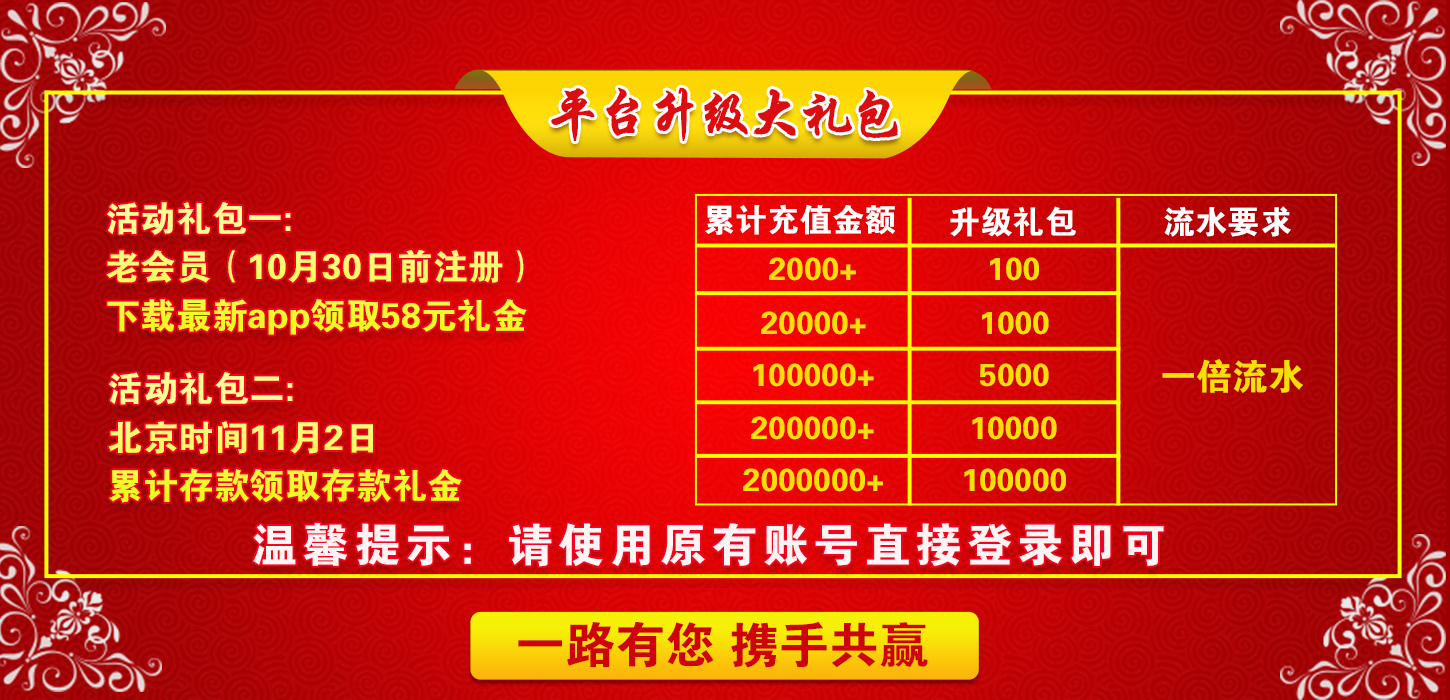 平台升级大礼包
活动礼包一:
老会员（10月30日前注册）
下载最新app领取58元礼金
活动礼包二:
北京时间11月2日
累计存款领取存款礼金
累计充值金额 升级礼包 流水要求
2000+ 100
20000+ 1000
100000+ 5000
一倍流水
200000+ 10000
2000000+ 100000
温馨提示：请使用原有账号直接登录即可
一路有您 携手共赢